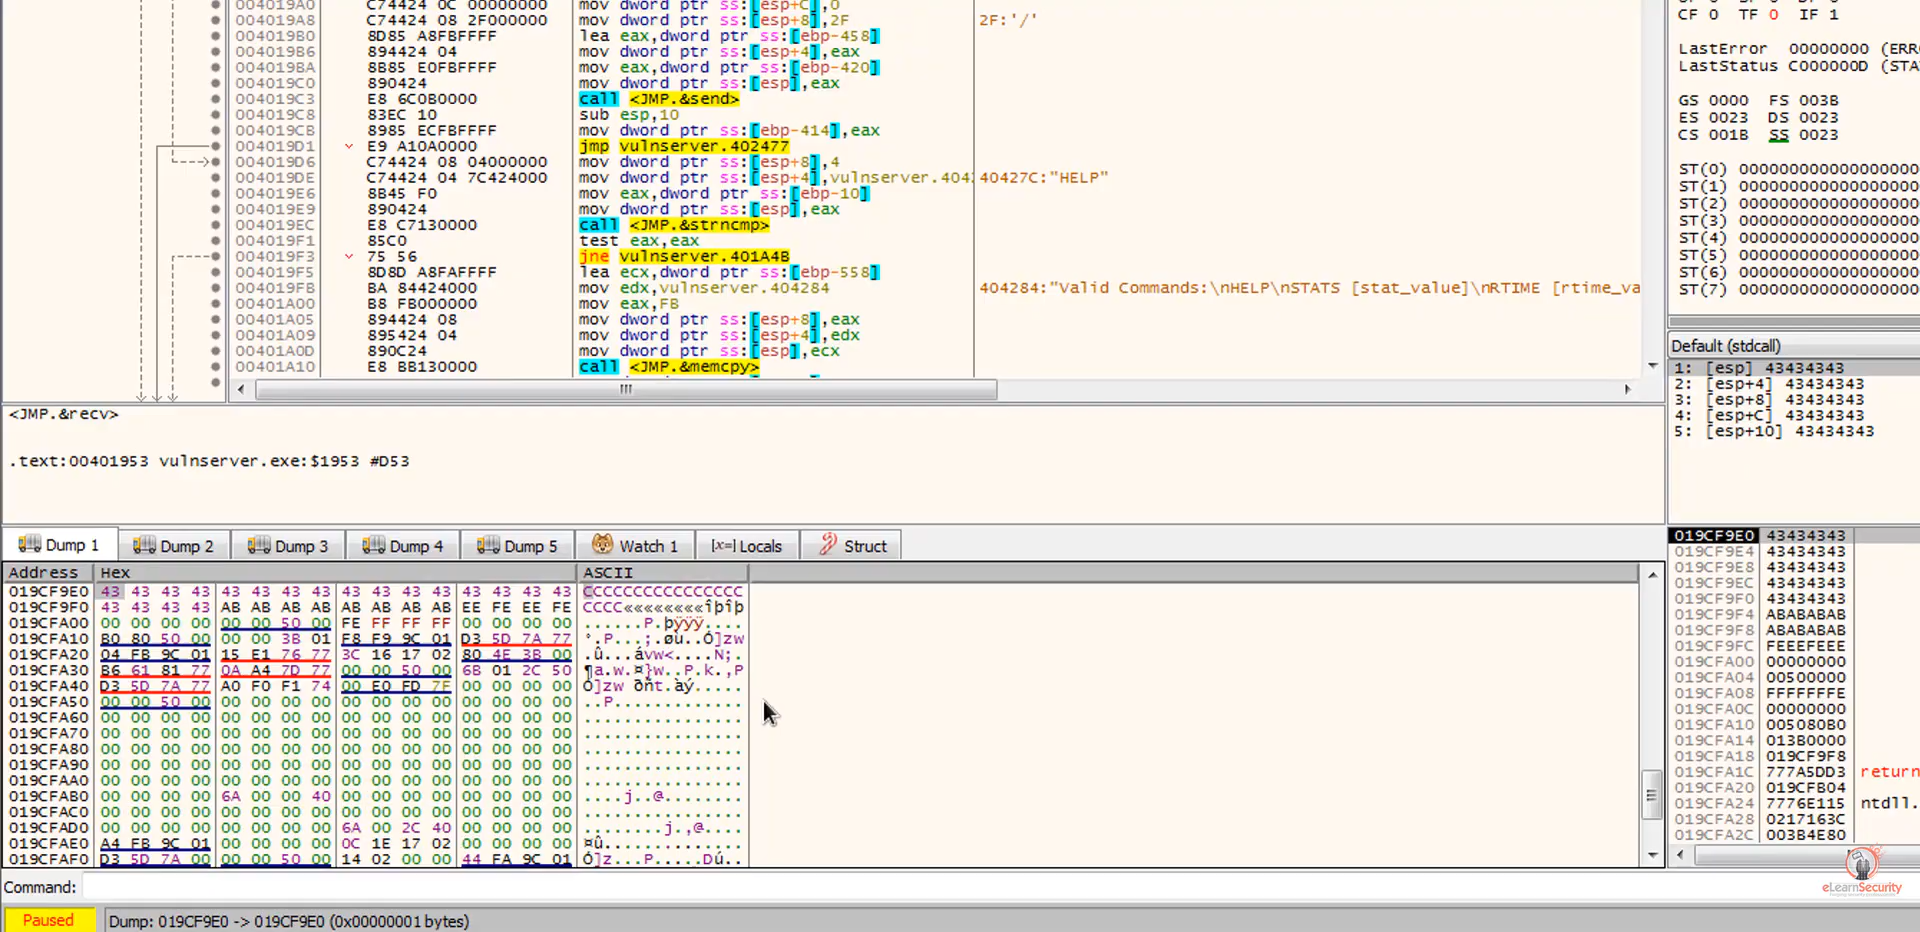 004019A0 C74424 0C 00000000 mov dword ptr ss:[esp+C],0
004019A8 C74424 08 2F000000 mov dword ptr ss:[esp+8],2F 2F:'/'
004019B0 8D85 A8FBFFFF lea eax,dword ptr ss:[ebp-458]
004019B6 894424 04 mov dword ptr ss:[esp+4],eax
004019BA 8B85 E0FBFFFF mov eax,dword ptr ss:[ebp-420]
004019C0 890424 mov dword ptr ss:[esp],eax
004019C3 E8 6C0B0000 call <JMP.&send>
004019C8 83EC 10 sub esp,10
004019CB 8985 ECFBFFFF mov dword ptr ss:[ebp-414],eax
004019D1 E9 A10A0000 jmp vulnserver.402477
004019D6 C74424 08 04000000 mov dword ptr ss:[esp+8],4
004019DE C74424 04 7C424000 mov dword ptr ss:[esp+4],vulnserver.404 40427C:"HELP"
004019E6 8B45 F0 mov eax,dword ptr ss:[ebp-10]
004019E9 890424 mov dword ptr ss:[esp],eax
004019EC E8 C7130000 call <JMP.&strncmp>
004019F1 85C0 test eax,eax
004019F3 75 56 jne vulnserver.401A4B
004019F5 8D8D A8FAFFFF lea ecx,dword ptr ss:[ebp-558]
004019FB BA 84424000 mov edx,vulnserver.404284 404284:"Valid Commands:\nHELP\nSTATS [stat_value]\nRTIME [rtime_va
00401A00 B8 FB000000 mov eax,FB
00401A05 894424 08 mov dword ptr ss:[esp+8],eax
00401A09 895424 04 mov dword ptr ss:[esp+4],edx
00401A0D 890C24 mov dword ptr ss:[esp],ecx
00401A10 E8 BB130000 call <JMP.&memcpy>
CF 0 TF 0 IF 1
LastError 00000000 (ERR
LastStatus C000000D (STA
GS 0000 FS 003B
ES 0023 DS 0023
CS 001B SS 0023
ST(0) 0000000000000000000
ST(1) 0000000000000000000
ST(2) 0000000000000000000
ST(3) 0000000000000000000
ST(4) 0000000000000000000
ST(5) 0000000000000000000
ST(6) 0000000000000000000
ST(7) 0000000000000000000
Default (stdcall)
1: [esp] 43434343
2: [esp+4] 43434343
3: [esp+8] 43434343
4: [esp+C] 43434343
5: [esp+10] 43434343
<JMP.&recv>
.text:00401953 vulnserver.exe:$1953 #D53
Dump 1 Dump 2 Dump 3 Dump 4 Dump 5 Watch 1 [x=] Locals Struct
Address Hex ASCII
019CF9E0 43 43 43 43 43 43 43 43 43 43 43 43 43 43 43 43 CCCCCCCCCCCCCCCC
019CF9F0 43 43 43 43 AB AB AB AB AB AB AB AB EE FE EE FE CCCC««««««««îþîþ
019CFA00 00 00 00 00 00 00 50 00 FE FF FF FF 00 00 00 00 ......P.þÿÿÿ....
019CFA10 B0 80 50 00 00 00 3B 01 F8 F9 9C 01 D3 5D 7A 77 °.P...;.øù..Ó]zw
019CFA20 04 FB 9C 01 15 E1 76 77 3C 16 17 02 80 4E 3B 00 .û...ávw<....N;.
019CFA30 B6 61 81 77 0A A4 7D 77 00 00 50 00 6B 01 2C 50 ¶a.w.¤}w..P.k.,P
019CFA40 D3 5D 7A 77 A0 F0 F1 74 00 E0 FD 7F 00 00 00 00 Ó]zw ðñt.àý.....
019CFA50 00 00 50 00 00 00 00 00 00 00 00 00 00 00 00 00 ..P.............
019CFA60 00 00 00 00 00 00 00 00 00 00 00 00 00 00 00 00 ................
019CFA70 00 00 00 00 00 00 00 00 00 00 00 00 00 00 00 00 ................
019CFA80 00 00 00 00 00 00 00 00 00 00 00 00 00 00 00 00 ................
019CFA90 00 00 00 00 00 00 00 00 00 00 00 00 00 00 00 00 ................
019CFAA0 00 00 00 00 00 00 00 00 00 00 00 00 00 00 00 00 ................
019CFAB0 00 00 00 00 6A 00 00 40 00 00 00 00 00 00 00 00 ....j..@........
019CFAC0 00 00 00 00 00 00 00 00 00 00 00 00 00 00 00 00 ................
019CFAD0 00 00 00 00 00 00 00 00 6A 00 2C 40 00 00 00 00 ........j.,@....
019CFAE0 A4 FB 9C 01 00 00 00 00 0C 1E 17 02 00 00 00 00 ¤û..............
019CFAF0 D3 5D 7A 00 00 00 50 00 14 02 00 00 44 FA 9C 01 Ó]z...P.....Dú..
019CF9E0 43434343
019CF9E4 43434343
019CF9E8 43434343
019CF9EC 43434343
019CF9F0 43434343
019CF9F4 ABABABAB
019CF9F8 ABABABAB
019CF9FC FEEEFEEE
019CFA00 00000000
019CFA04 00500000
019CFA08 FFFFFFFE
019CFA0C 00000000
019CFA10 005080B0
019CFA14 013B0000
019CFA18 019CF9F8
019CFA1C 777A5DD3 return
019CFA20 019CFB04
019CFA24 7776E115 ntdll.
019CFA28 0217163C
019CFA2C 003B4E80
eLearnSecurity
Command:
Paused Dump: 019CF9E0 -> 019CF9E0 (0x00000001 bytes)